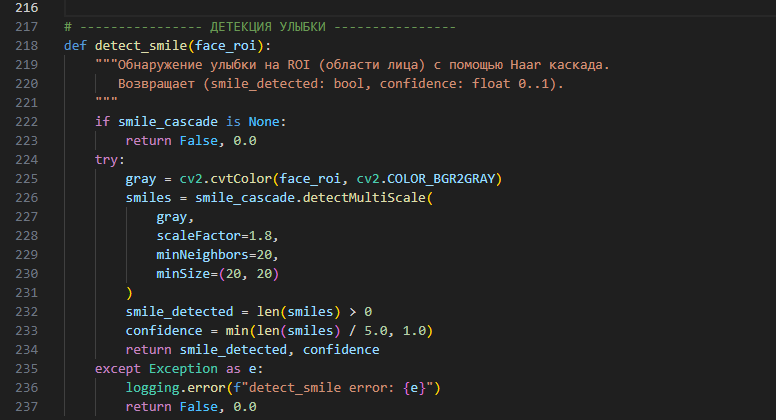 216
217 # ---------------- ДЕТЕКЦИЯ УЛЫБКИ ----------------
218 def detect_smile(face_roi):
219     """Обнаружение улыбки на ROI (области лица) с помощью Haar каскада.
220        Возвращает (smile_detected: bool, confidence: float 0..1).
221     """
222     if smile_cascade is None:
223         return False, 0.0
224     try:
225         gray = cv2.cvtColor(face_roi, cv2.COLOR_BGR2GRAY)
226         smiles = smile_cascade.detectMultiScale(
227             gray,
228             scaleFactor=1.8,
229             minNeighbors=20,
230             minSize=(20, 20)
231         )
232         smile_detected = len(smiles) > 0
233         confidence = min(len(smiles) / 5.0, 1.0)
234         return smile_detected, confidence
235     except Exception as e:
236         logging.error(f"detect_smile error: {e}")
237         return False, 0.0